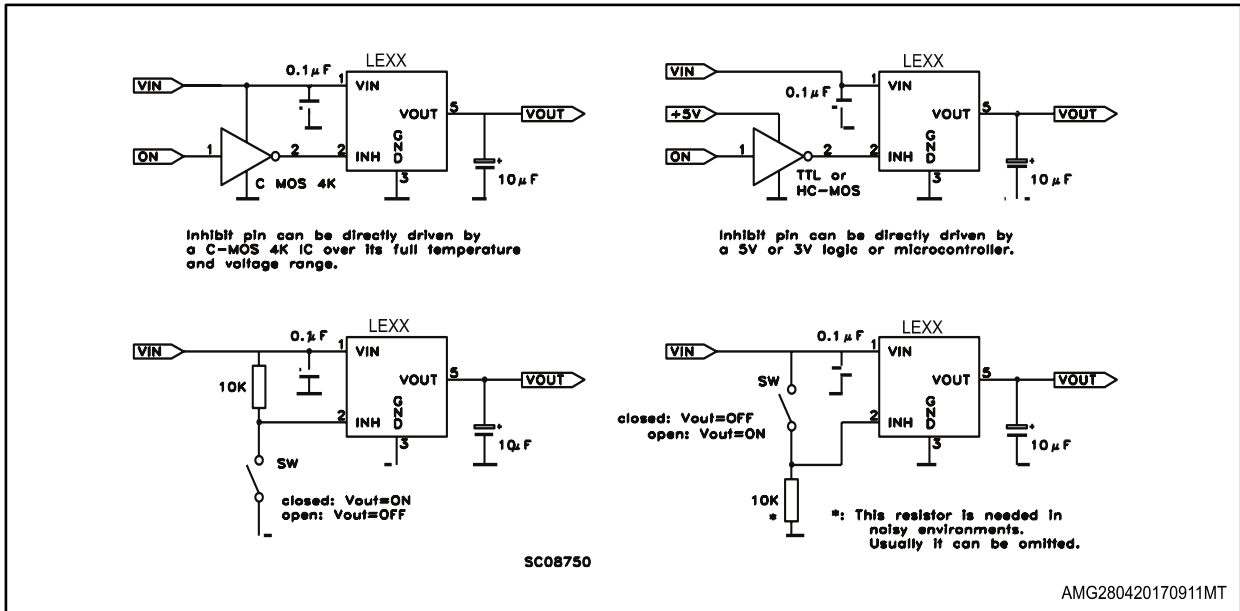 LEXX
VIN
0.1μF
1
VIN
VOUT
5
VOUT
ON
1
2
2
INH
GND
3
C MOS 4K
+
10μF
Inhibit pin can be directly driven by
a C-MOS 4K IC over its full temperature
and voltage range.
LEXX
VIN
0.1μF
1
VIN
+5V
VOUT
5
VOUT
ON
1
2
2
INH
GND
3
TTL or
HC-MOS
+
10μF
Inhibit pin can be directly driven by
a 5V or 3V logic or microcontroller.
LEXX
VIN
0.1μF
1
VIN
10K
VOUT
5
VOUT
2
INH
GND
3
+
10μF
SW
closed: Vout=ON
open: Vout=OFF
LEXX
VIN
0.1μF
1
VIN
SW
VOUT
5
VOUT
closed: Vout=OFF
open: Vout=ON
2
INH
GND
3
+
10μF
10K
*
*: This resistor is needed in
noisy environments.
Usually it can be omitted.
SC08750
AMG280420170911MT